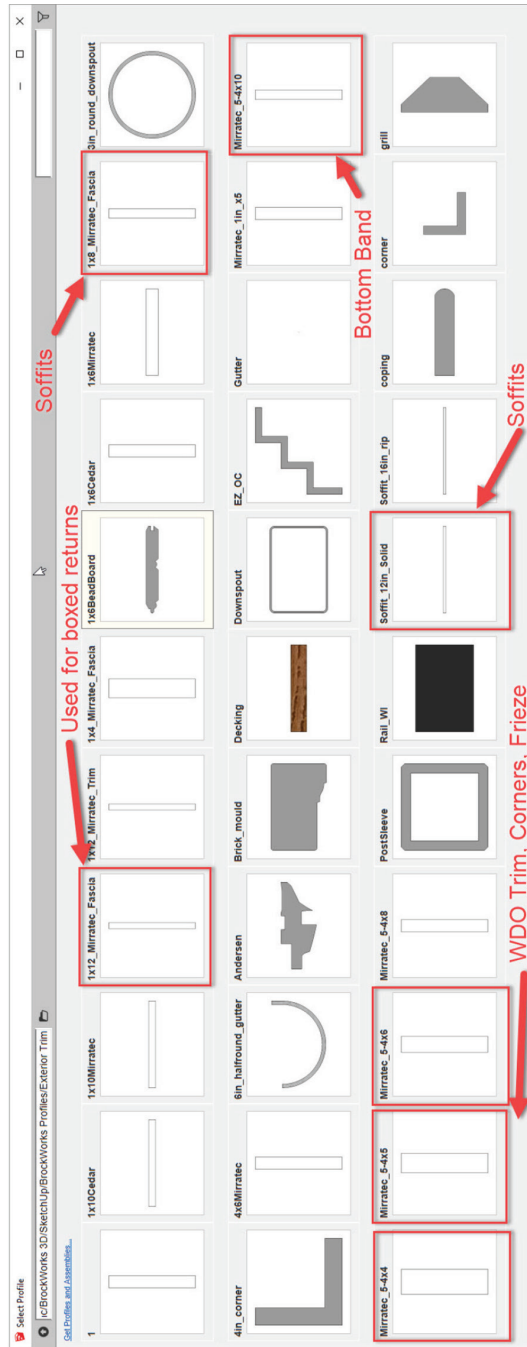 Select Profile
ic/BrockWorks 3D/SketchUp/BrockWorks Profiles/Exterior Trim
Get Profiles and Assemblies...
Used for boxed returns
Soffits
1
1x10Cedar
1x10Mirratec
1x12_Mirratec_Fascia
1x12_Mirratec_Trim
1x4_Mirratec_Fascia
1x6BeadBoard
1x6Cedar
1x6Mirratec
1x8_Mirratec_Fascia
3in_round_downspout
4in_corner
4x6Mirratec
6in_halfround_gutter
Andersen
Brick_mould
Decking
Downspout
EZ_OC
Gutter
Mirratec_1in_x5
Mirratec_5-4x10
Bottom Band
Mirratec_5-4x4
Mirratec_5-4x5
Mirratec_5-4x6
Mirratec_5-4x8
PostSleeve
Rail_WI
Soffit_12in_Solid
Soffit_16in_rip
coping
corner
grill
WDO Trim. Corners. Frieze
Soffits